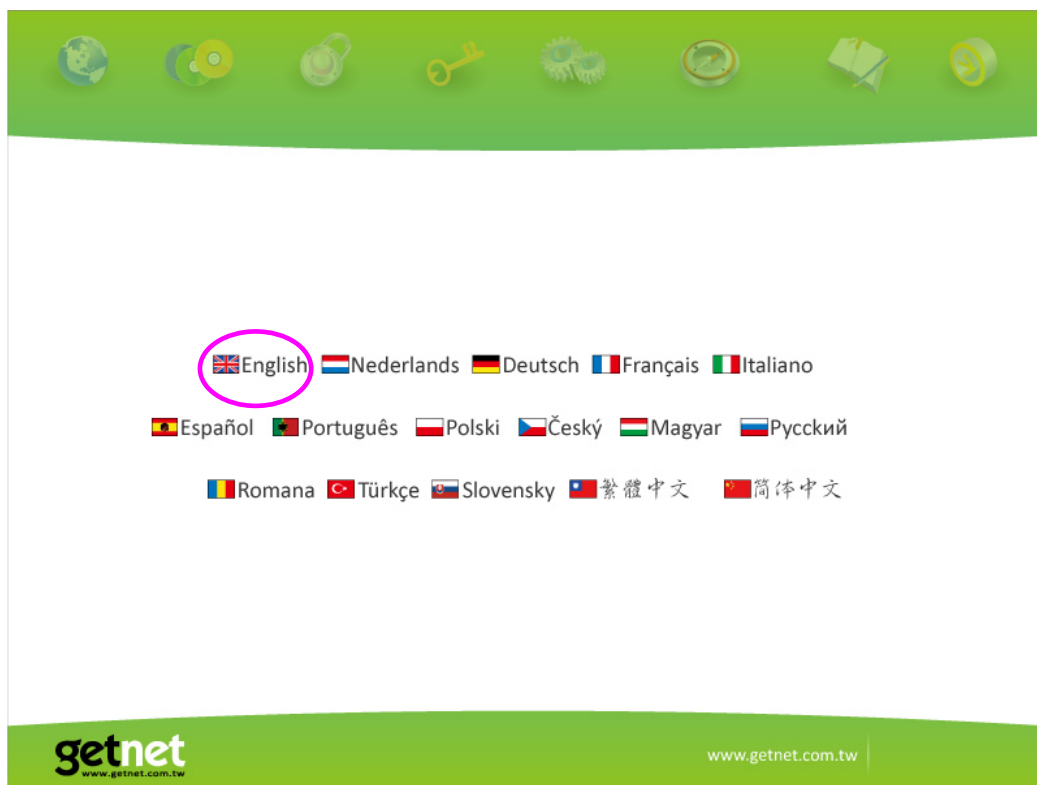 English Nederlands Deutsch Français Italiano
Español Português Polski Český Magyar Русский
Romana Türkçe Slovensky 繁體中文 简体中文
getnet
www.getnet.com.tw
www.getnet.com.tw